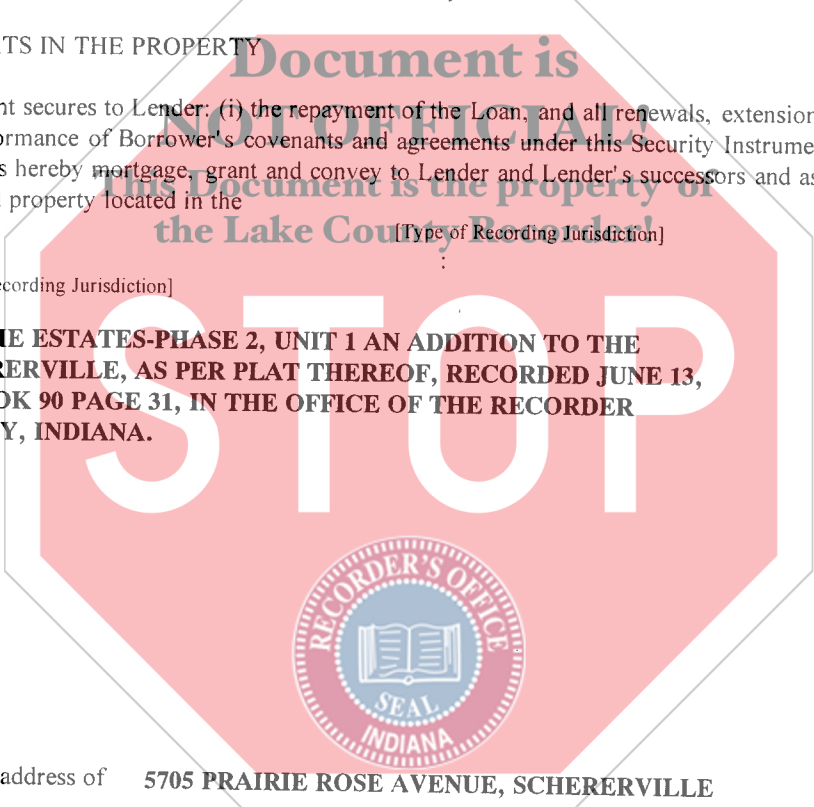 TS IN THE PROPERTY
Document is
nt secures to Lender: (i) the repayment of the Loan, and all renewals, extension
NOT OFFICIAL!
ormance of Borrower's covenants and agreements under this Security Instrume
s hereby mortgage, grant and convey to Lender and Lender's successors and as
This Document is the property of
property located in the
the Lake County Recorder!
[Type of Recording Jurisdiction]
:
ecording Jurisdiction]
IE ESTATES-PHASE 2, UNIT 1 AN ADDITION TO THE
RERVILLE, AS PER PLAT THEREOF, RECORDED JUNE 13,
OK 90 PAGE 31, IN THE OFFICE OF THE RECORDER
Y, INDIANA.
STOP
RECORDER'S OFFICE
SEAL
INDIANA
address of 5705 PRAIRIE ROSE AVENUE, SCHERERVILLE